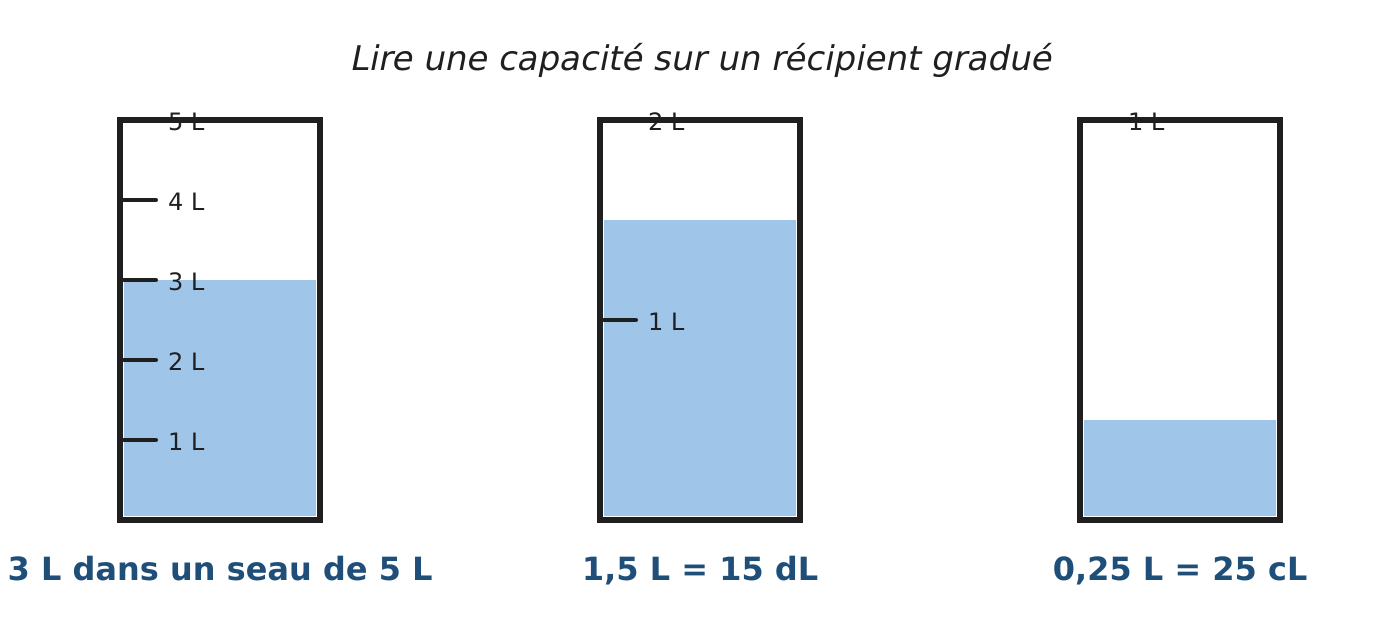 Lire une capacité sur un récipient gradué
5 L
4 L
3 L
2 L
1 L
2 L
1 L
1 L
3 L dans un seau de 5 L
1,5 L = 15 dL
0,25 L = 25 cL